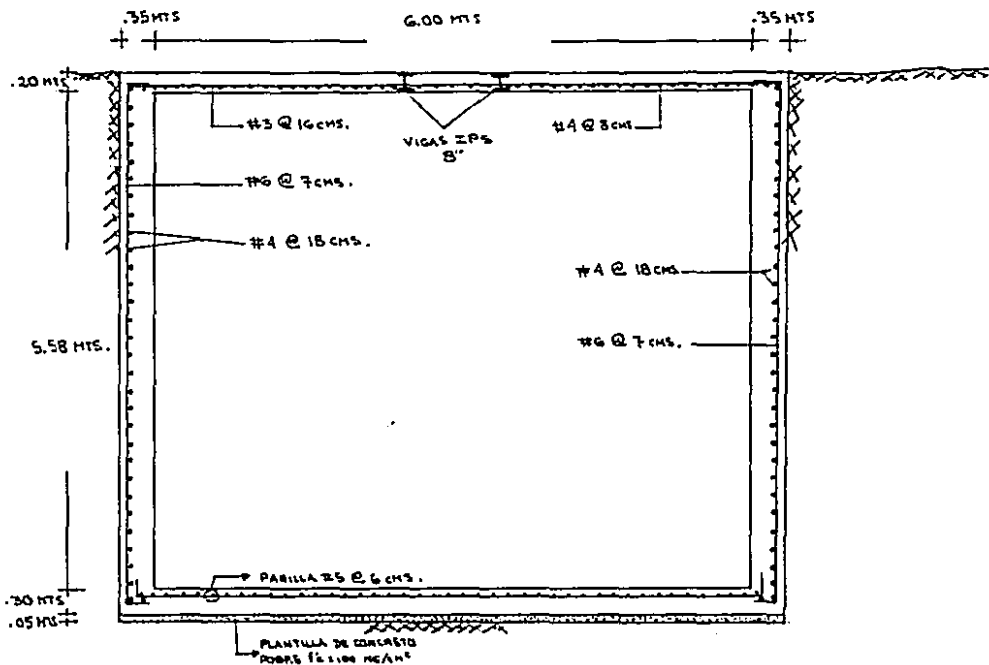 .35 MTS
6.00 MTS
.35 MTS
.20 MTS
#3 @ 16 CMS.
VIGAS IPS
8"
#4 @ 8 CMS
#6 @ 7 CMS.
#4 @ 18 CMS.
#4 @ 18 CMS.
5.58 MTS.
#6 @ 7 CMS.
PARILLA #5 @ 6 CMS.
.30 MTS
.05 MTS
PLANTILLA DE CONCRETO
POBRE